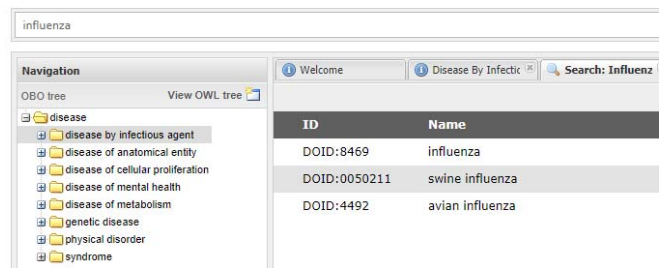 influenza
Navigation
OBO tree View OWL tree
disease
disease by infectious agent
disease of anatomical entity
disease of cellular proliferation
disease of mental health
disease of metabolism
genetic disease
physical disorder
syndrome
Welcome Disease By Infectic Search: Influenz
ID Name
DOID:8469 influenza
DOID:0050211 swine influenza
DOID:4492 avian influenza